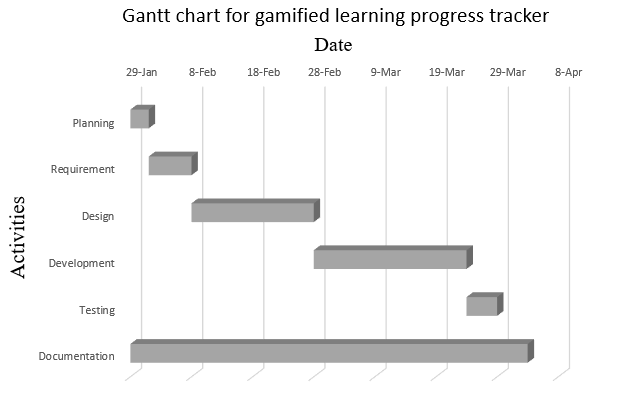 Gantt chart for gamified learning progress tracker
Date
29-Jan 8-Feb 18-Feb 28-Feb 9-Mar 19-Mar 29-Mar 8-Apr
Activities
Planning
Requirement
Design
Development
Testing
Documentation